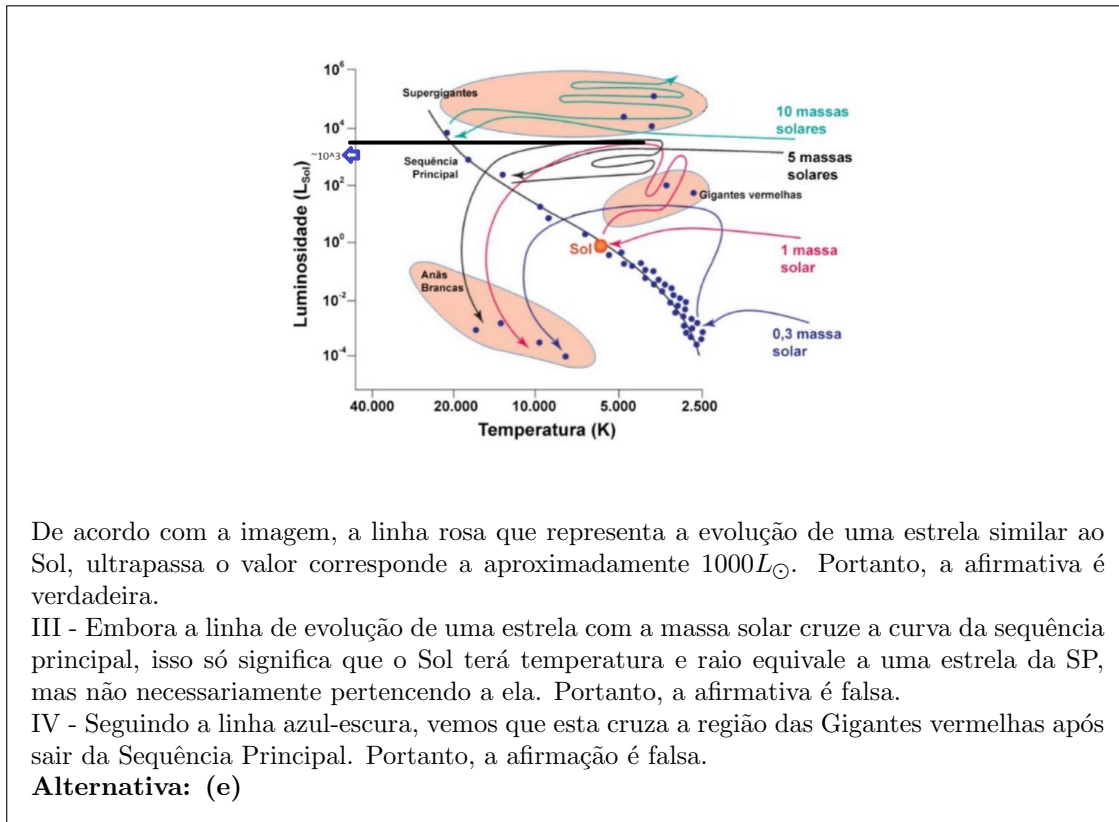 10^6
Supergigantes
10 massas
solares
10^4
~10^3
Sequência
Principal
5 massas
solares
10^2
Gigantes vermelhas
Luminosidade (L_Sol)
10^0
Sol
1 massa
solar
Anãs
Brancas
10^-2
0,3 massa
solar
10^-4
40.000 20.000 10.000 5.000 2.500
Temperatura (K)
De acordo com a imagem, a linha rosa que representa a evolução de uma estrela similar ao
Sol, ultrapassa o valor corresponde a aproximadamente 1000L⊙. Portanto, a afirmativa é
verdadeira.
III - Embora a linha de evolução de uma estrela com a massa solar cruze a curva da sequência
principal, isso só significa que o Sol terá temperatura e raio equivale a uma estrela da SP,
mas não necessariamente pertencendo a ela. Portanto, a afirmativa é falsa.
IV - Seguindo a linha azul-escura, vemos que esta cruza a região das Gigantes vermelhas após
sair da Sequência Principal. Portanto, a afirmação é falsa.
Alternativa: (e)